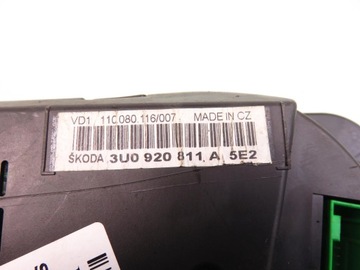 VD1 110.080.116/007 MADE IN CZ
ŠKODA 3U0 920 811 A 5E2